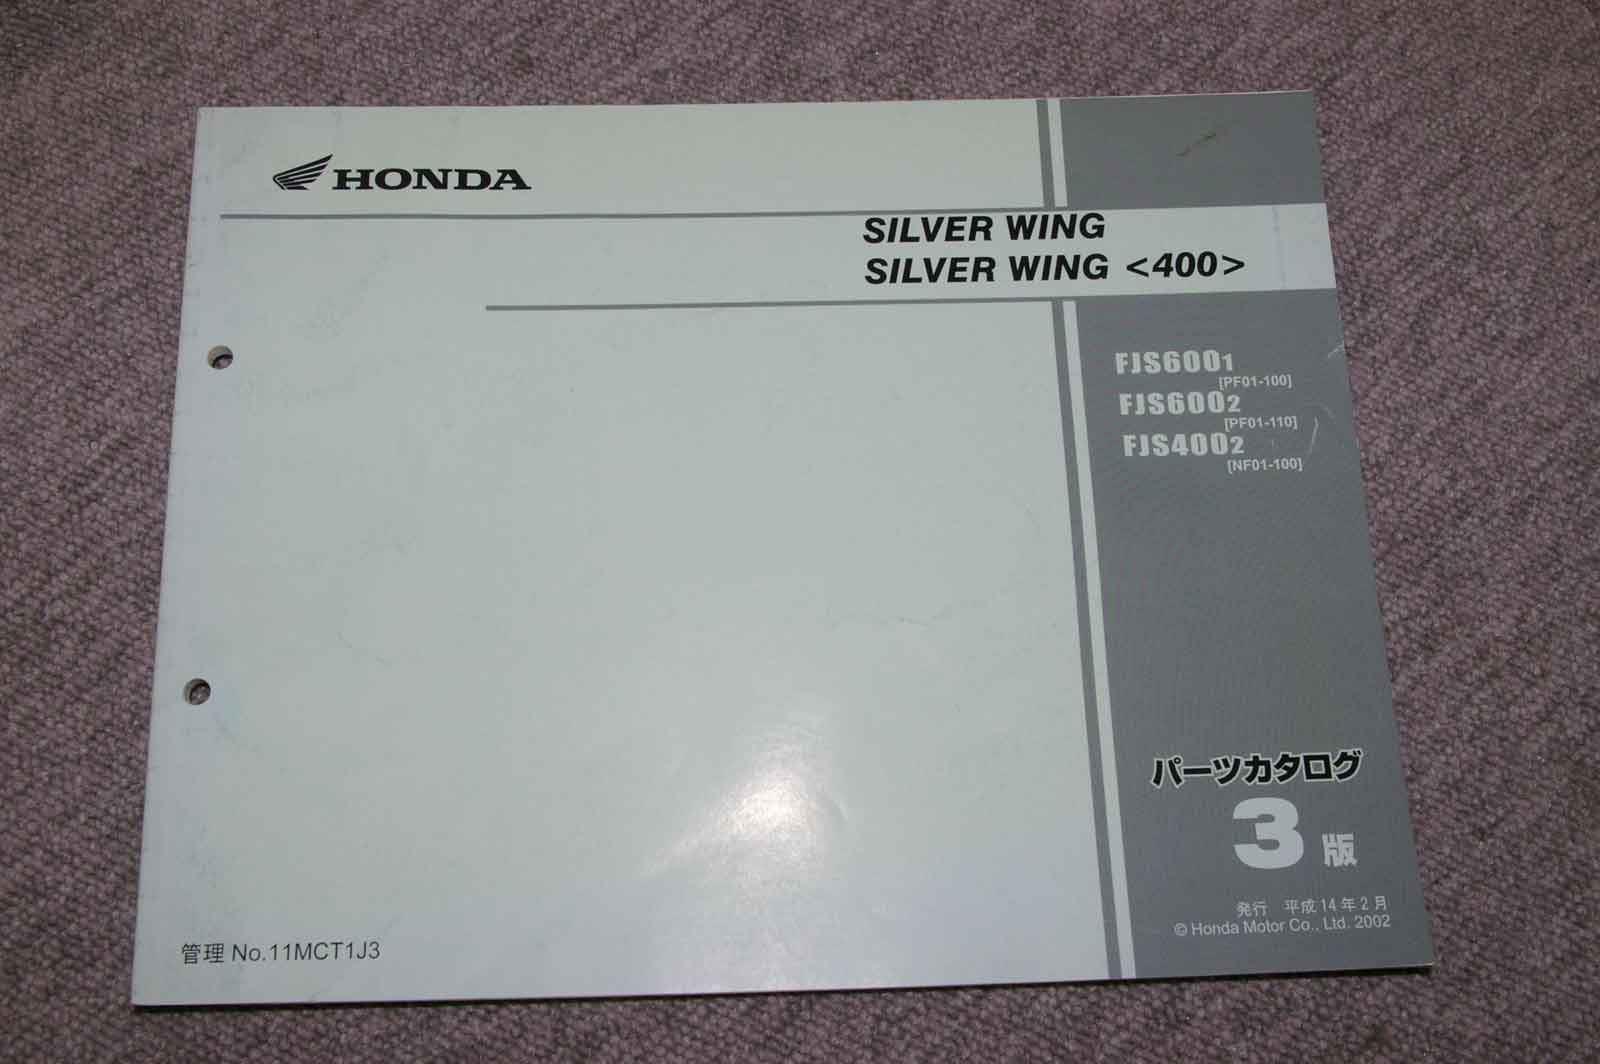 HONDA
SILVER WING
SILVER WING <400>
FJS6001
[PF01-100]
FJS6002
[PF01-110]
FJS4002
[NF01-100]
パーツカタログ
3版
発行 平成14年2月
© Honda Motor Co., Ltd. 2002
管理 No.11MCT1J3